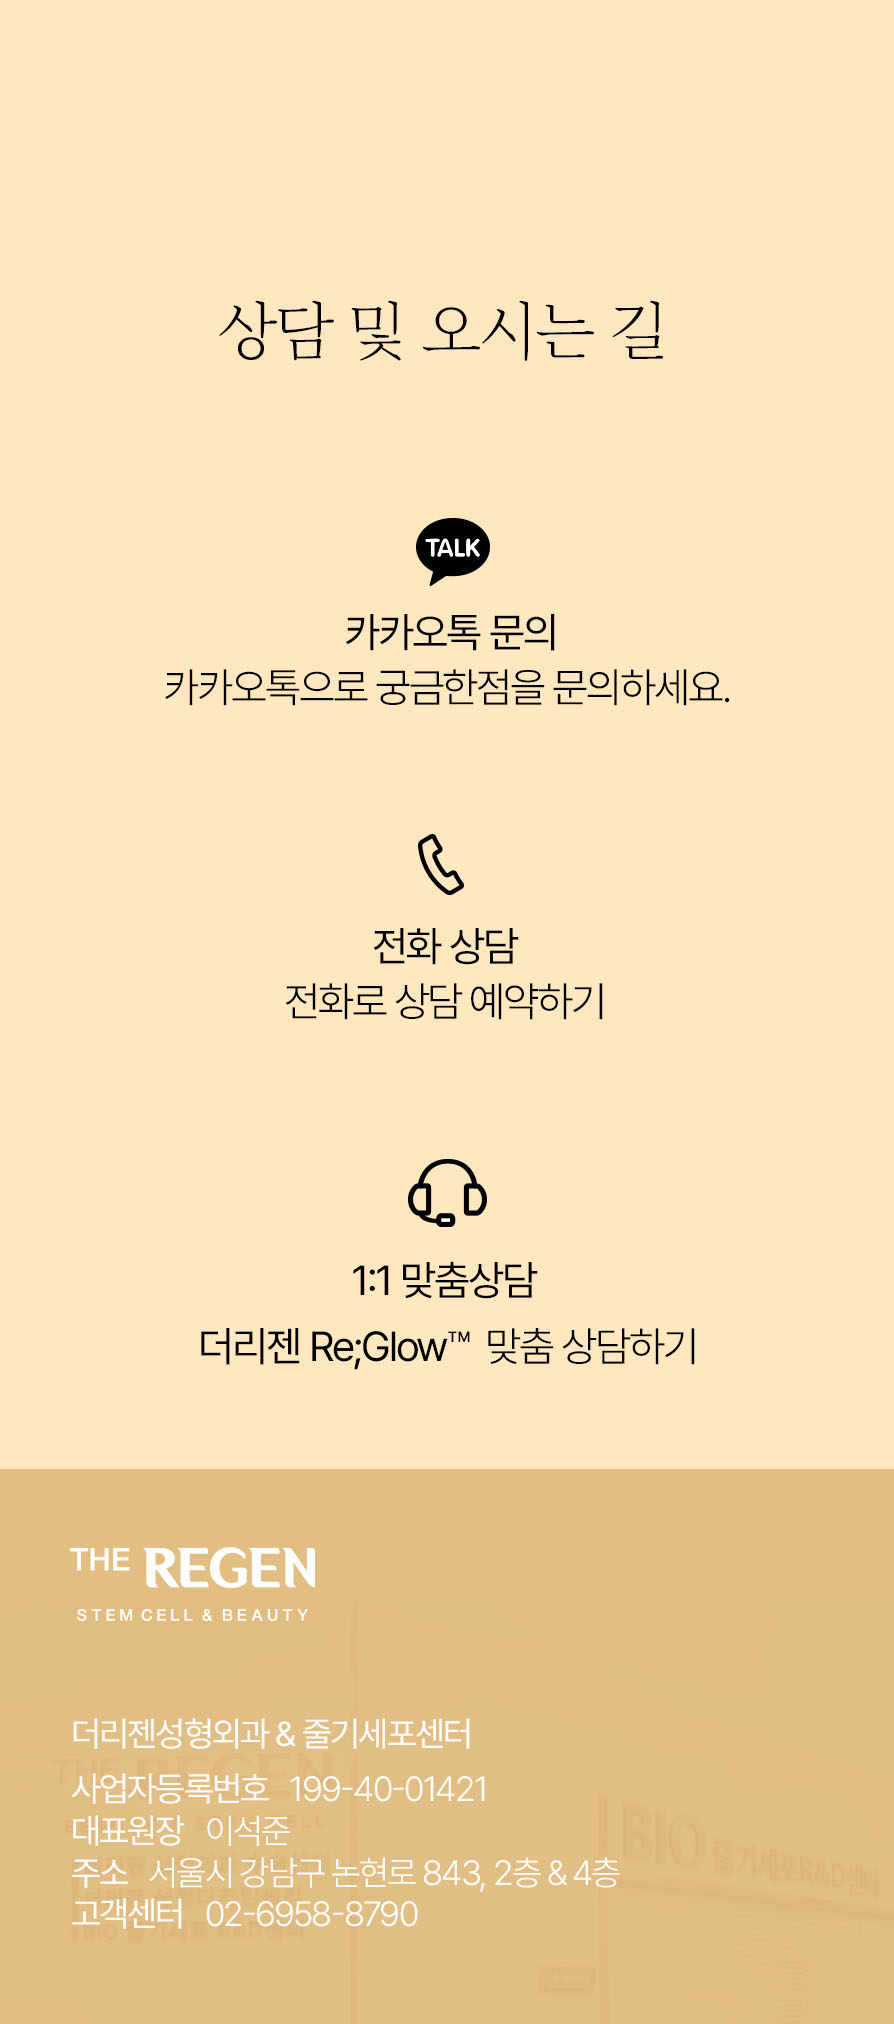 상담 및 오시는 길
TALK
카카오톡 문의
카카오톡으로 궁금한점을 문의하세요.
전화 상담
전화로 상담 예약하기
1:1 맞춤상담
더리젠 Re;Glow™ 맞춤 상담하기
THE REGEN
STEM CELL & BEAUTY
더리젠성형외과 & 줄기세포센터
사업자등록번호 199-40-01421
대표원장 이석준
주소 서울시 강남구 논현로 843, 2층 & 4층
고객센터 02-6958-8790
THE REGEN
BIO 줄기세포R&D센터